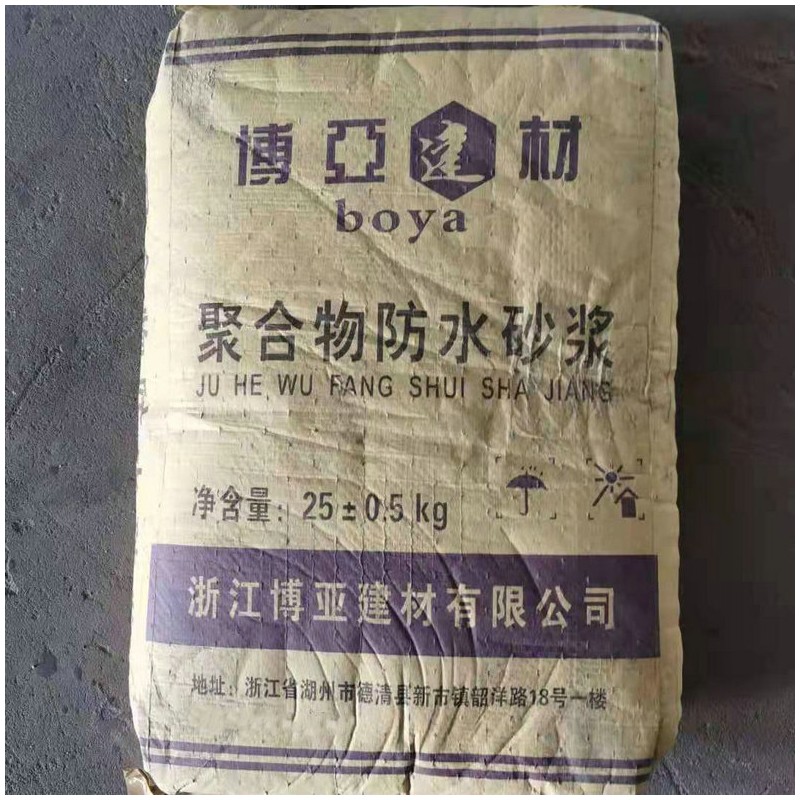 博亞建材
boya
聚合物防水砂浆
JU HE WU FANG SHUI SHA JIANG
净含量：25±0.5kg
浙江博亚建材有限公司
地址：浙江省湖州市德清县新市镇韶洋路18号一楼